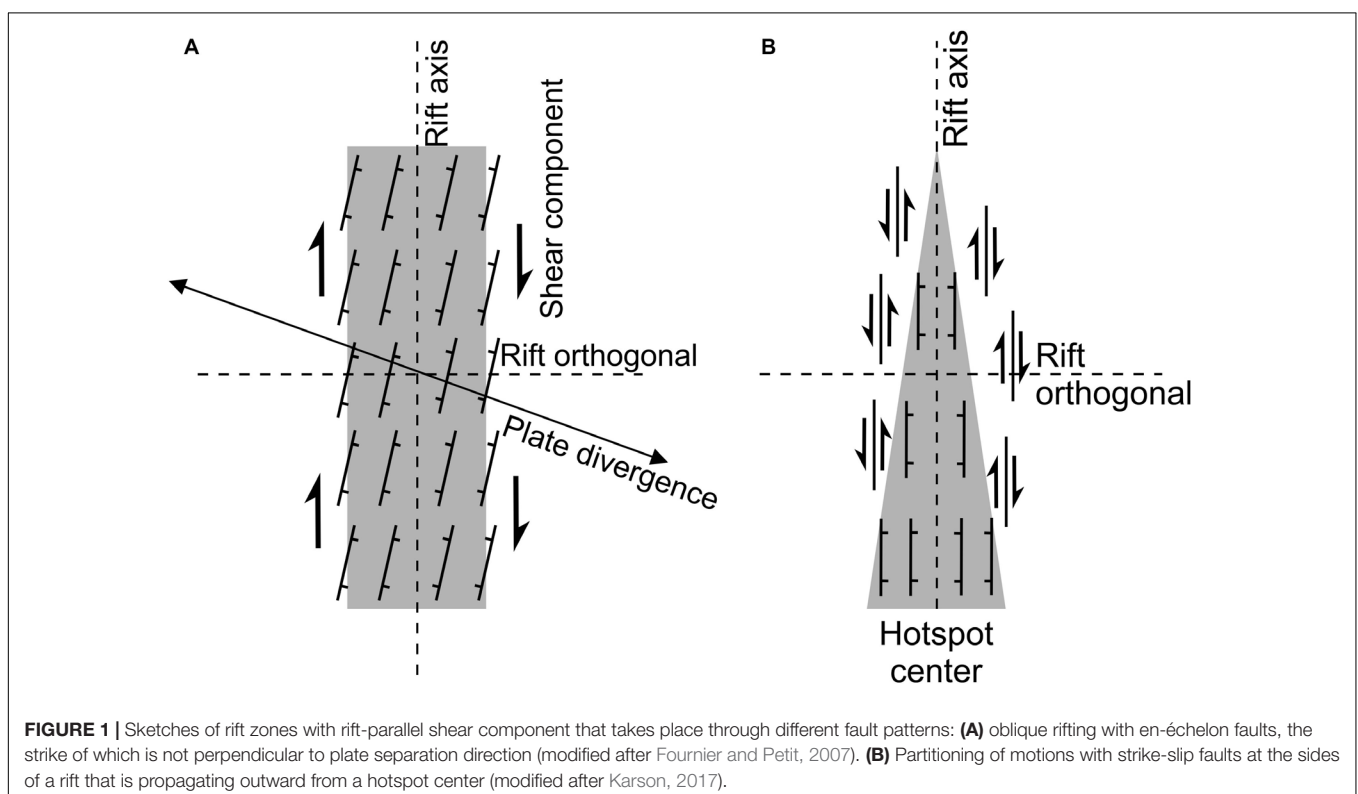 A
Rift axis
Shear component
Rift orthogonal
Plate divergence
B
Rift axis
Rift
orthogonal
Hotspot
center
FIGURE 1 | Sketches of rift zones with rift-parallel shear component that takes place through different fault patterns: (A) oblique rifting with en-échelon faults, the
strike of which is not perpendicular to plate separation direction (modified after Fournier and Petit, 2007). (B) Partitioning of motions with strike-slip faults at the sides
of a rift that is propagating outward from a hotspot center (modified after Karson, 2017).